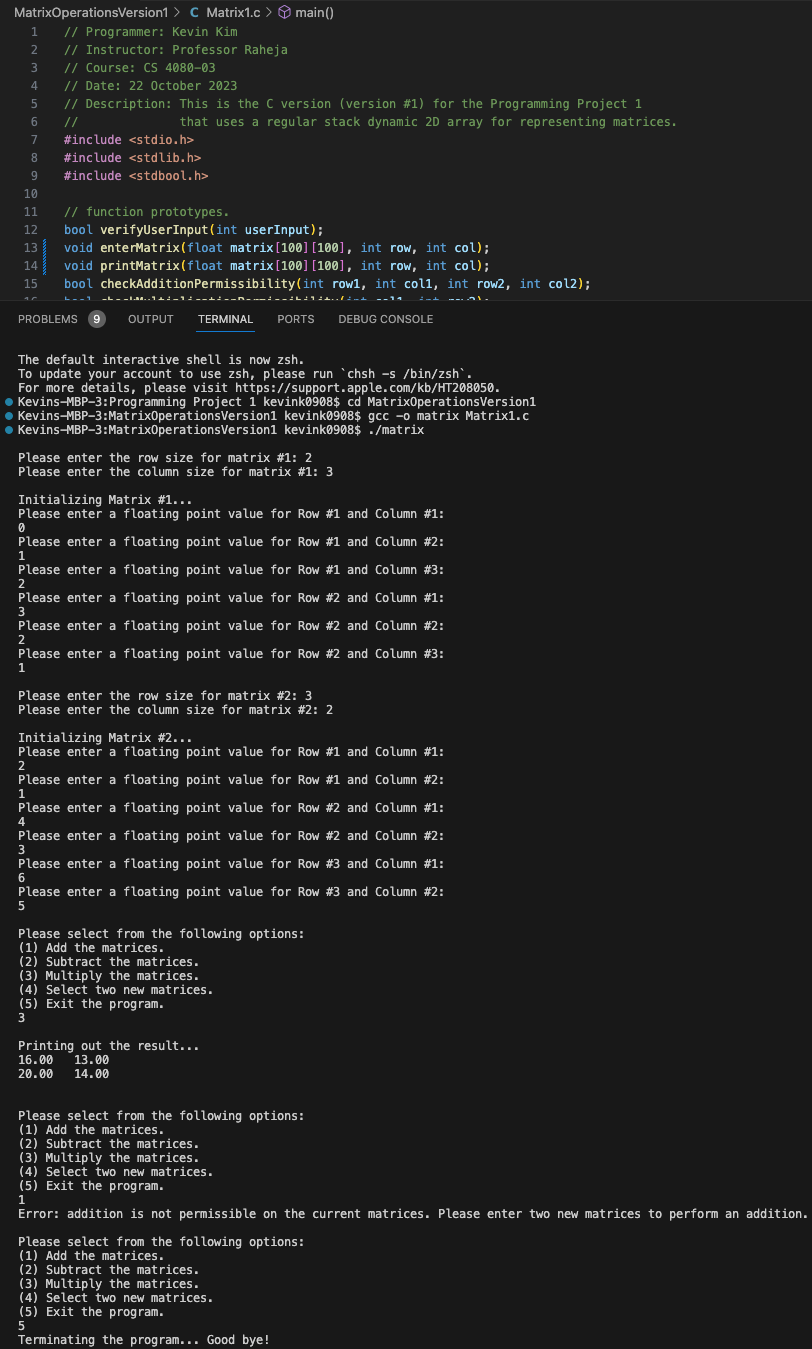 MatrixOperationsVersion1 > C Matrix1.c > main()
1 // Programmer: Kevin Kim
2 // Instructor: Professor Raheja
3 // Course: CS 4080-03
4 // Date: 22 October 2023
5 // Description: This is the C version (version #1) for the Programming Project 1
6 // that uses a regular stack dynamic 2D array for representing matrices.
7 #include <stdio.h>
8 #include <stdlib.h>
9 #include <stdbool.h>
10
11 // function prototypes.
12 bool verifyUserInput(int userInput);
13 void enterMatrix(float matrix[100][100], int row, int col);
14 void printMatrix(float matrix[100][100], int row, int col);
15 bool checkAdditionPermissibility(int row1, int col1, int row2, int col2);
16 bool checkMultiplicationPermissibility(int col1, int row2);
PROBLEMS 9 OUTPUT TERMINAL PORTS DEBUG CONSOLE
The default interactive shell is now zsh.
To update your account to use zsh, please run `chsh -s /bin/zsh`.
For more details, please visit https://support.apple.com/kb/HT208050.
Kevins-MBP-3:Programming Project 1 kevink0908$ cd MatrixOperationsVersion1
Kevins-MBP-3:MatrixOperationsVersion1 kevink0908$ gcc -o matrix Matrix1.c
Kevins-MBP-3:MatrixOperationsVersion1 kevink0908$ ./matrix
Please enter the row size for matrix #1: 2
Please enter the column size for matrix #1: 3
Initializing Matrix #1...
Please enter a floating point value for Row #1 and Column #1:
0
Please enter a floating point value for Row #1 and Column #2:
1
Please enter a floating point value for Row #1 and Column #3:
2
Please enter a floating point value for Row #2 and Column #1:
3
Please enter a floating point value for Row #2 and Column #2:
2
Please enter a floating point value for Row #2 and Column #3:
1
Please enter the row size for matrix #2: 3
Please enter the column size for matrix #2: 2
Initializing Matrix #2...
Please enter a floating point value for Row #1 and Column #1:
2
Please enter a floating point value for Row #1 and Column #2:
1
Please enter a floating point value for Row #2 and Column #1:
4
Please enter a floating point value for Row #2 and Column #2:
3
Please enter a floating point value for Row #3 and Column #1:
6
Please enter a floating point value for Row #3 and Column #2:
5
Please select from the following options:
(1) Add the matrices.
(2) Subtract the matrices.
(3) Multiply the matrices.
(4) Select two new matrices.
(5) Exit the program.
3
Printing out the result...
16.00 13.00
20.00 14.00
Please select from the following options:
(1) Add the matrices.
(2) Subtract the matrices.
(3) Multiply the matrices.
(4) Select two new matrices.
(5) Exit the program.
1
Error: addition is not permissible on the current matrices. Please enter two new matrices to perform an addition.
Please select from the following options:
(1) Add the matrices.
(2) Subtract the matrices.
(3) Multiply the matrices.
(4) Select two new matrices.
(5) Exit the program.
5
Terminating the program... Good bye!